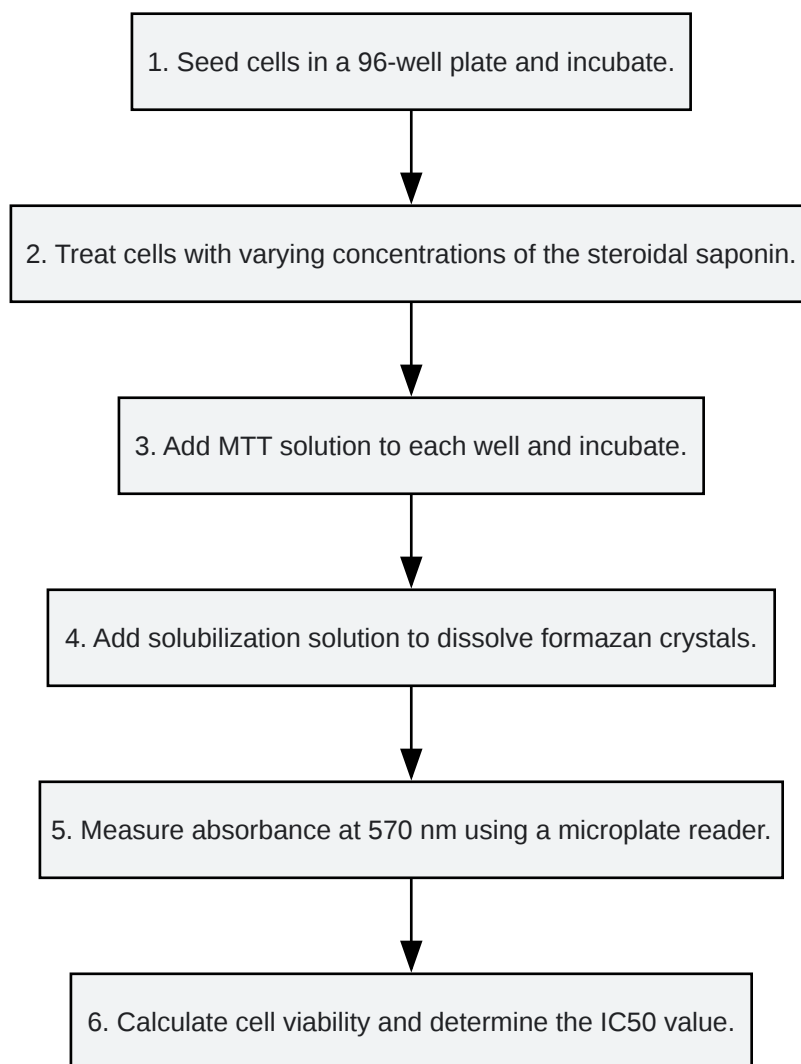 1. Seed cells in a 96-well plate and incubate.
2. Treat cells with varying concentrations of the steroidal saponin.
3. Add MTT solution to each well and incubate.
4. Add solubilization solution to dissolve formazan crystals.
5. Measure absorbance at 570 nm using a microplate reader.
6. Calculate cell viability and determine the IC50 value.